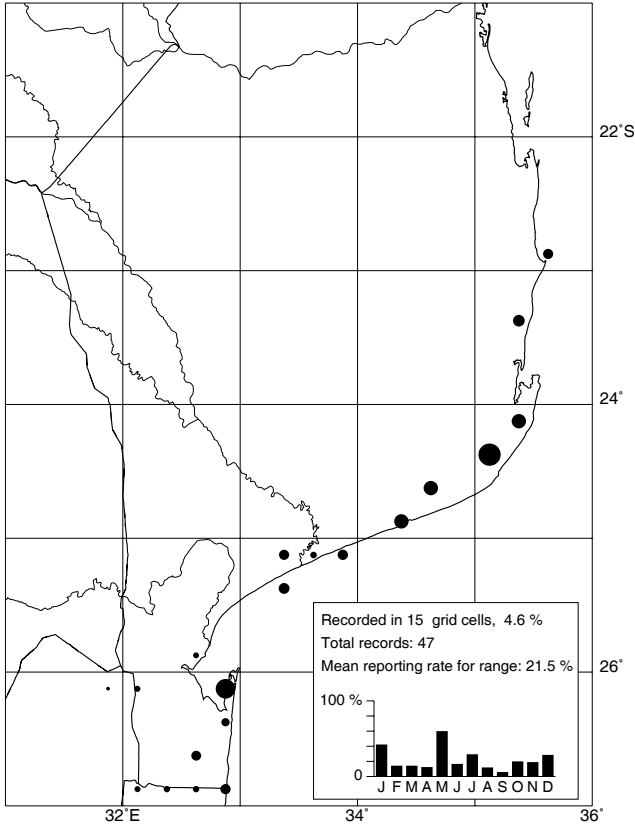 22°S
24°
Recorded in 15 grid cells, 4.6 %
Total records: 47
Mean reporting rate for range: 21.5 %
26°
100 %
0
J F M A M J J A S O N D
32°E 34° 36°